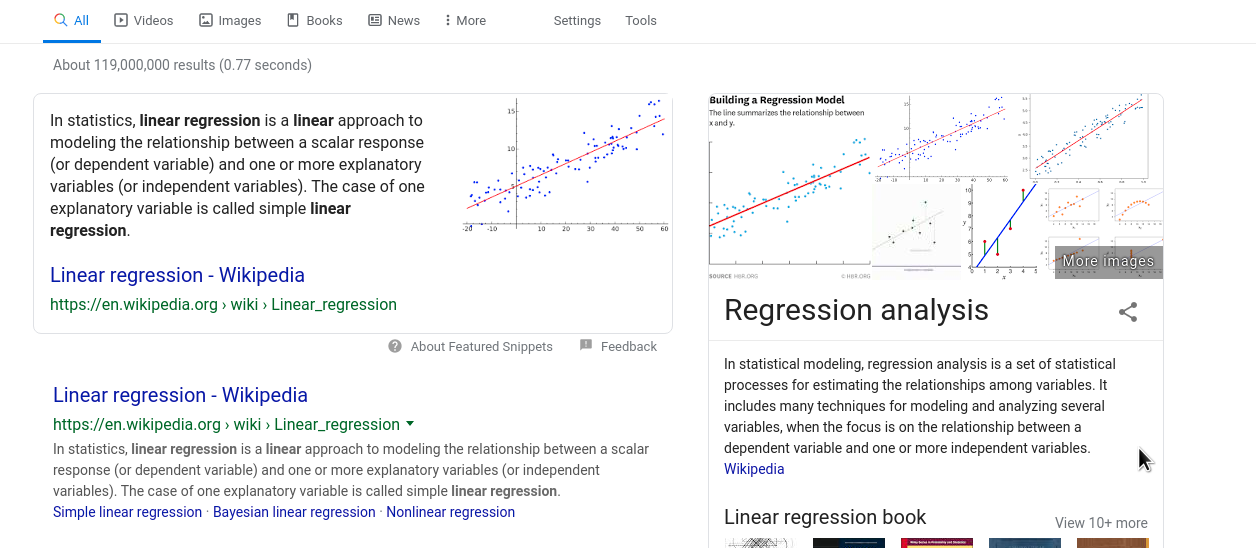 All Videos Images Books News More Settings Tools
About 119,000,000 results (0.77 seconds)
In statistics, linear regression is a linear approach to
modeling the relationship between a scalar response
(or dependent variable) and one or more explanatory
variables (or independent variables). The case of one
explanatory variable is called simple linear
regression.
15
10
-20 10 20 30 40 50 60
Linear regression - Wikipedia
https://en.wikipedia.org › wiki › Linear_regression
About Featured Snippets Feedback
Linear regression - Wikipedia
https://en.wikipedia.org › wiki › Linear_regression
In statistics, linear regression is a linear approach to modeling the relationship between a scalar
response (or dependent variable) and one or more explanatory variables (or independent
variables). The case of one explanatory variable is called simple linear regression.
Simple linear regression · Bayesian linear regression · Nonlinear regression
Building a Regression Model
The line summarizes the relationship between
x and y.
SOURCE HBR.ORG © HBR.ORG
More images
Regression analysis
In statistical modeling, regression analysis is a set of statistical
processes for estimating the relationships among variables. It
includes many techniques for modeling and analyzing several
variables, when the focus is on the relationship between a
dependent variable and one or more independent variables.
Wikipedia
Linear regression book View 10+ more